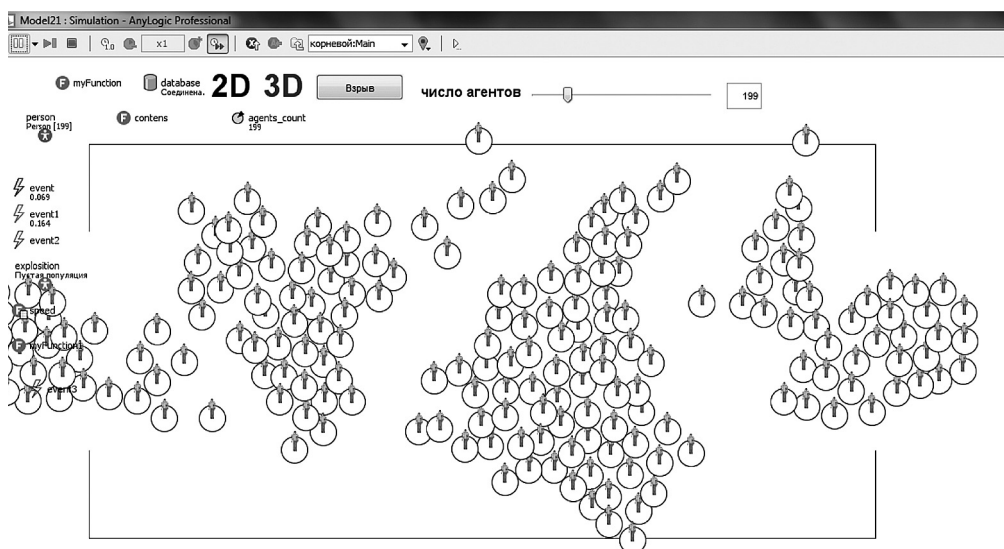 Model21 : Simulation - AnyLogic Professional
x1
корневой:Main
myFunction
database
Соединена.
2D 3D
Взрыв
число агентов
199
person
Person [199]
contens
agents_count
199
event
0.069
event1
0.164
event2
explosition
Пустая популяция
speed
myFunction1
event3